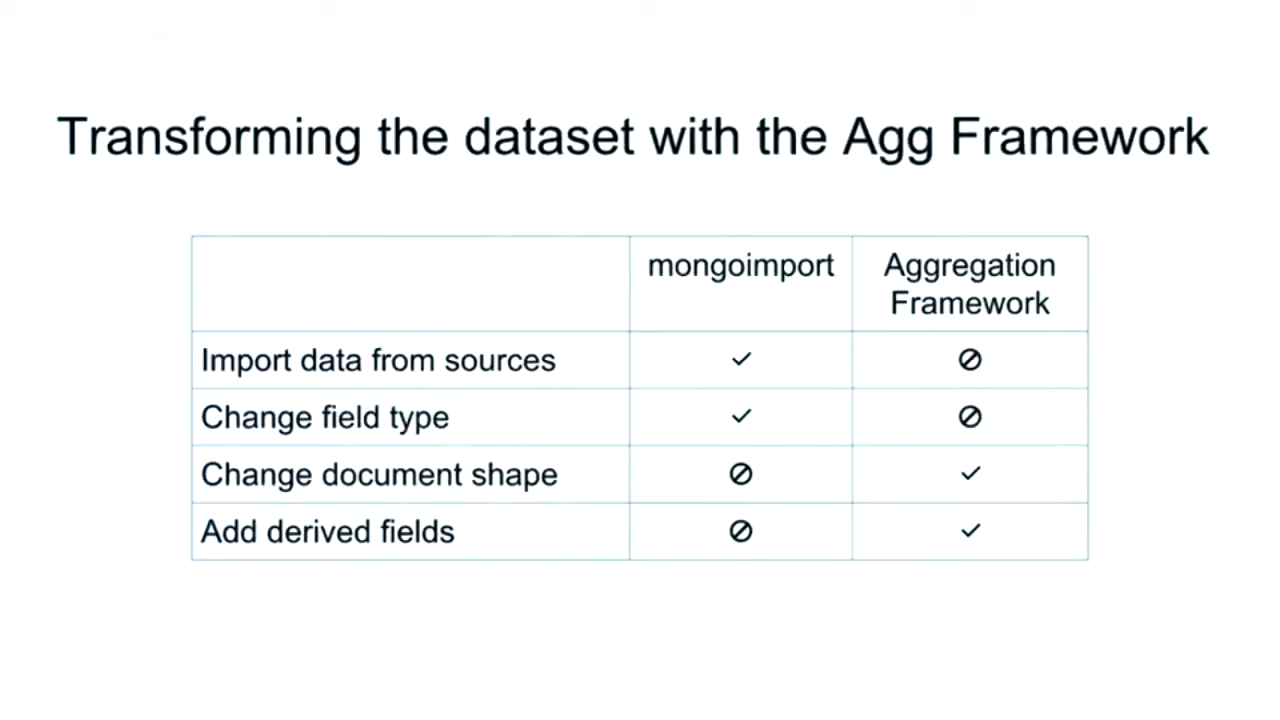 Transforming the dataset with the Agg Framework
mongoimport
Aggregation
Framework
Import data from sources ✓ ⊘
Change field type ✓ ⊘
Change document shape ⊘ ✓
Add derived fields ⊘ ✓